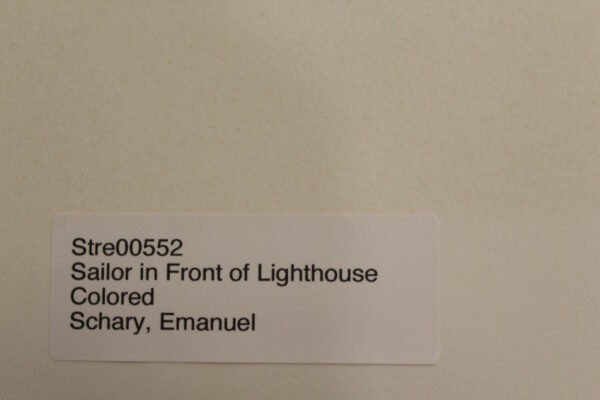 Stre00552
Sailor in Front of Lighthouse
Colored
Schary, Emanuel